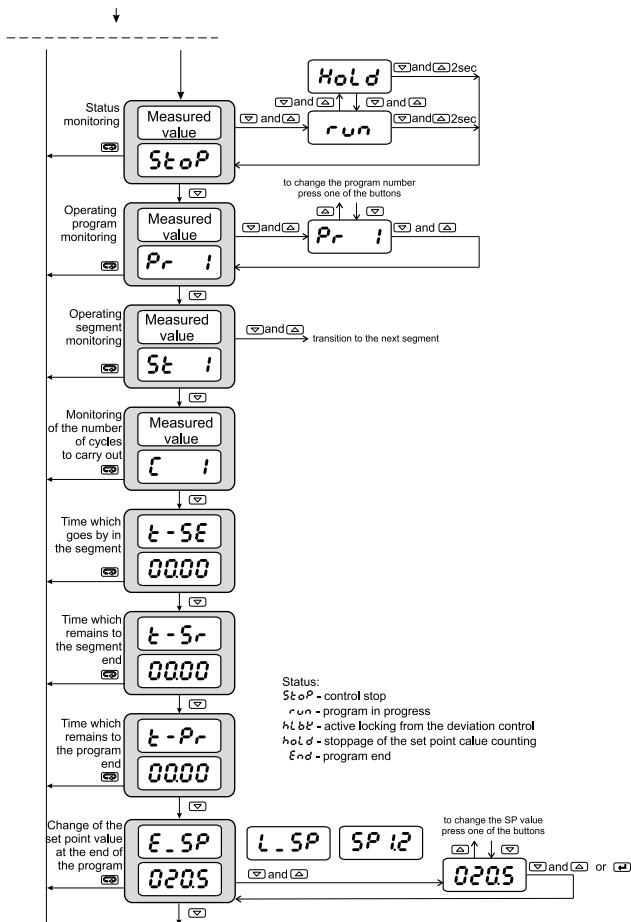 HoLd
and 2sec
and
and
Status
monitoring
Measured
value
and
run
and 2sec
StoP
to change the program number
press one of the buttons
Operating
program
monitoring
Measured
value
and
Pr 1
and
Pr 1
Operating
segment
monitoring
Measured
value
and
transition to the next segment
St 1
Monitoring
of the number
of cycles
to carry out
Measured
value
C 1
Time which
goes by in
the segment
t-SE
00.00
Time which
remains to
the segment
end
t-Sr
00.00
Status:
StoP - control stop
run - program in progress
- active locking from the deviation control
hoLd - stoppage of the set point calue counting
End - program end
Time which
remains to
the program
end
t-Pr
00.00
Change of the
set point value
at the end of
the program
E_SP
L_SP
SP1.2
to change the SP value
press one of the buttons
020.5
and
020.5
and or